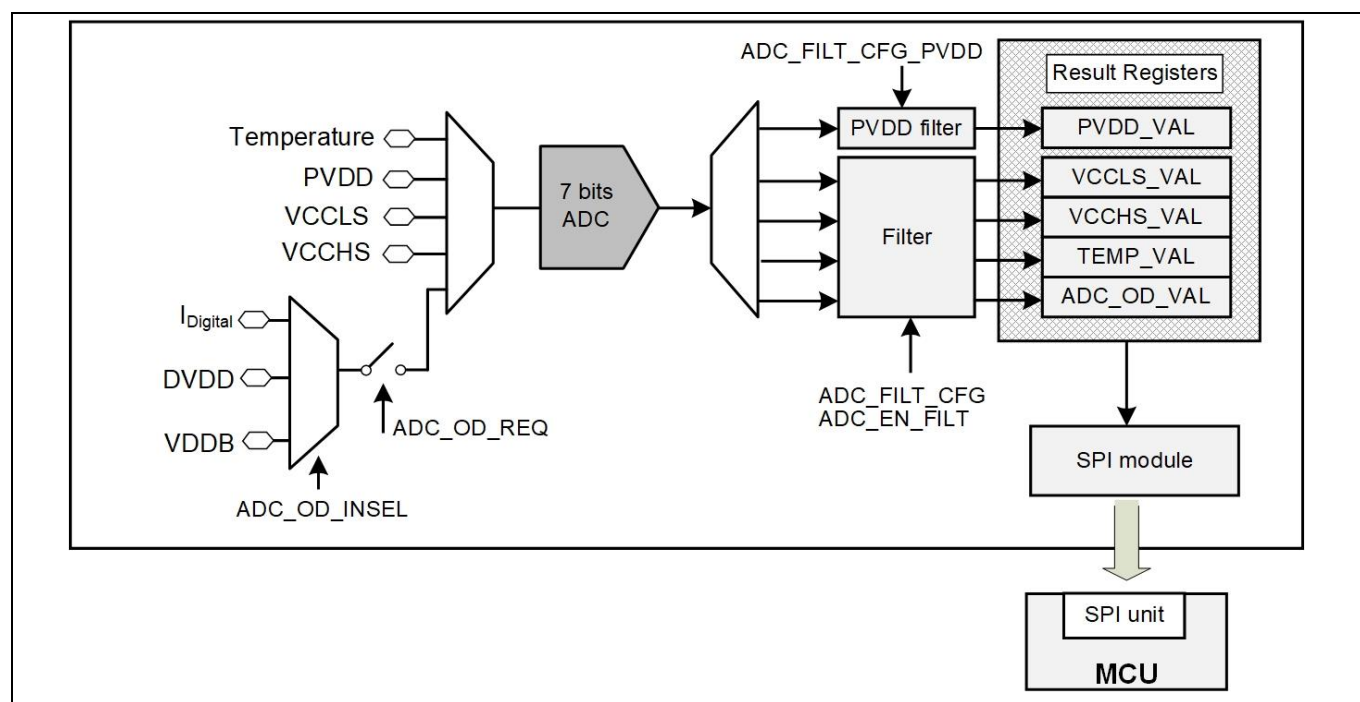 ADC_FILT_CFG_PVDD
Result Registers
Temperature
PVDD
VCCLS
VCCHS
7 bits
ADC
PVDD filter
PVDD_VAL
Filter
VCCLS_VAL
VCCHS_VAL
TEMP_VAL
ADC_OD_VAL
IDigital
DVDD
VDDB
ADC_OD_REQ
ADC_OD_INSEL
ADC_FILT_CFG
ADC_EN_FILT
SPI module
SPI unit
MCU